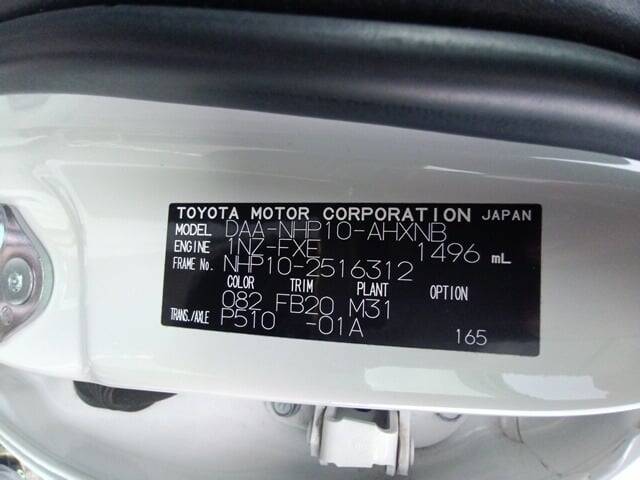 TOYOTA MOTOR CORPORATION JAPAN
MODEL DAA-NHP10-AHXNB
ENGINE 1NZ-FXE 1496 mL
FRAME No. NHP10-2516312
COLOR TRIM PLANT OPTION
082 FB20 M31
TRANS./AXLE P510 -01A
165